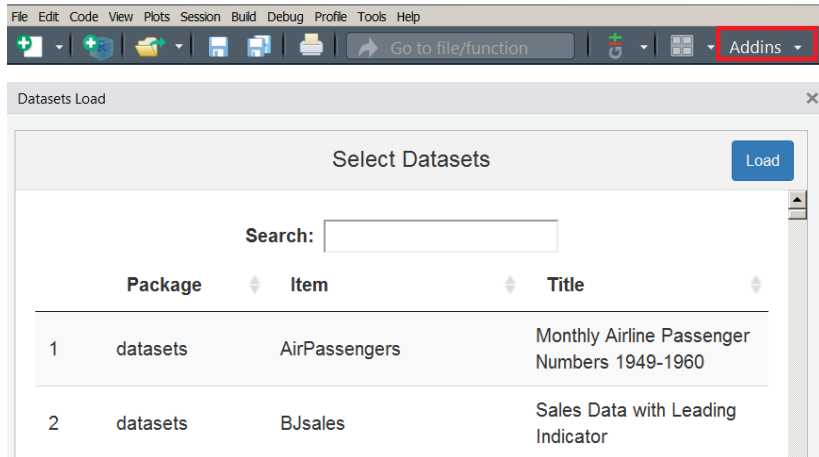 File Edit Code View Plots Session Build Debug Profile Tools Help
Go to file/function Addins
Datasets Load
Select Datasets Load
Search:
Package Item Title
1 datasets AirPassengers Monthly Airline Passenger
Numbers 1949-1960
2 datasets BJsales Sales Data with Leading
Indicator